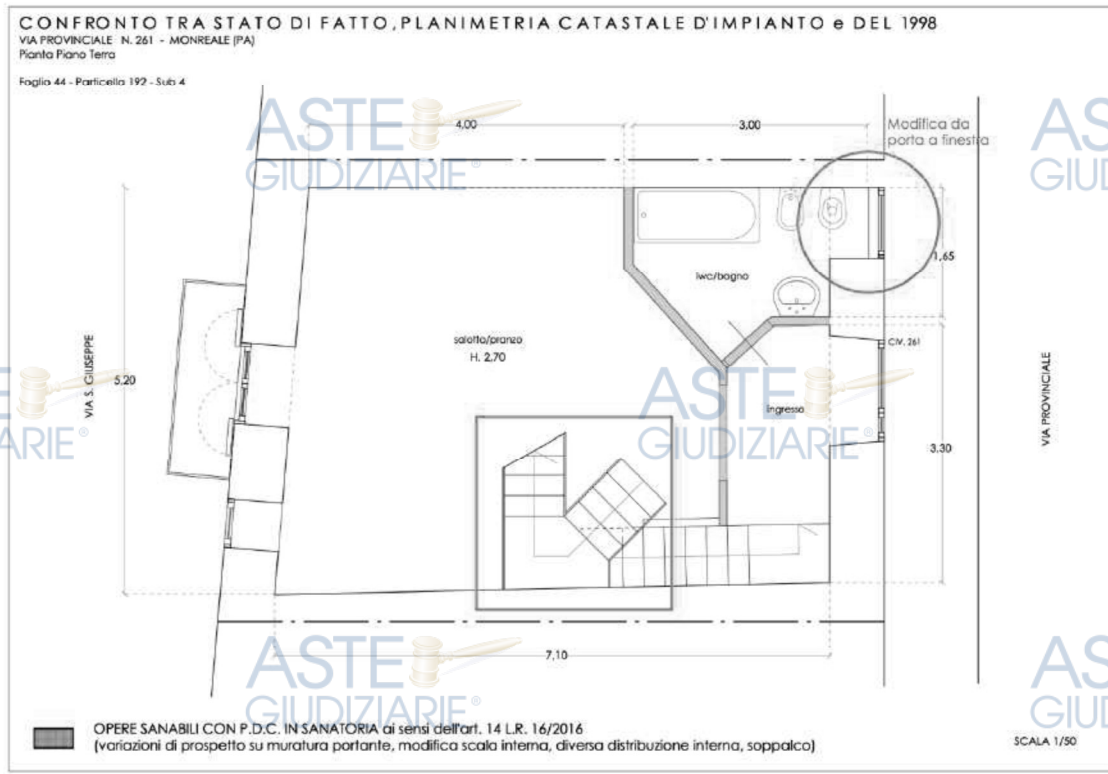 CONFRONTO TRA STATO DI FATTO, PLANIMETRIA CATASTALE D'IMPIANTO e DEL 1998
VIA PROVINCIALE N. 261 - MONREALE (PA)
Pianta Piano Terra
Foglio 44 - Particella 192 - Sub 4
ASTE
GIUDIZIARIE®
4,00
3,00
Modifica da
porta a finestra
AS
GIUD
1,65
lwc/bagno
salotto/pranzo
H. 2,70
CIV. 261
VIA S. GIUSEPPE
5,20
E
ARIE®
ASTE
GIUDIZIARIE®
ingresso
VIA PROVINCIALE
3,30
7,10
ASTE
GIUDIZIARIE®
AS
GIUD
OPERE SANABILI CON P.D.C. IN SANATORIA ai sensi dell'art. 14 L.R. 16/2016
(variazioni di prospetto su muratura portante, modifica scala interna, diversa distribuzione interna, soppalco)
SCALA 1/50